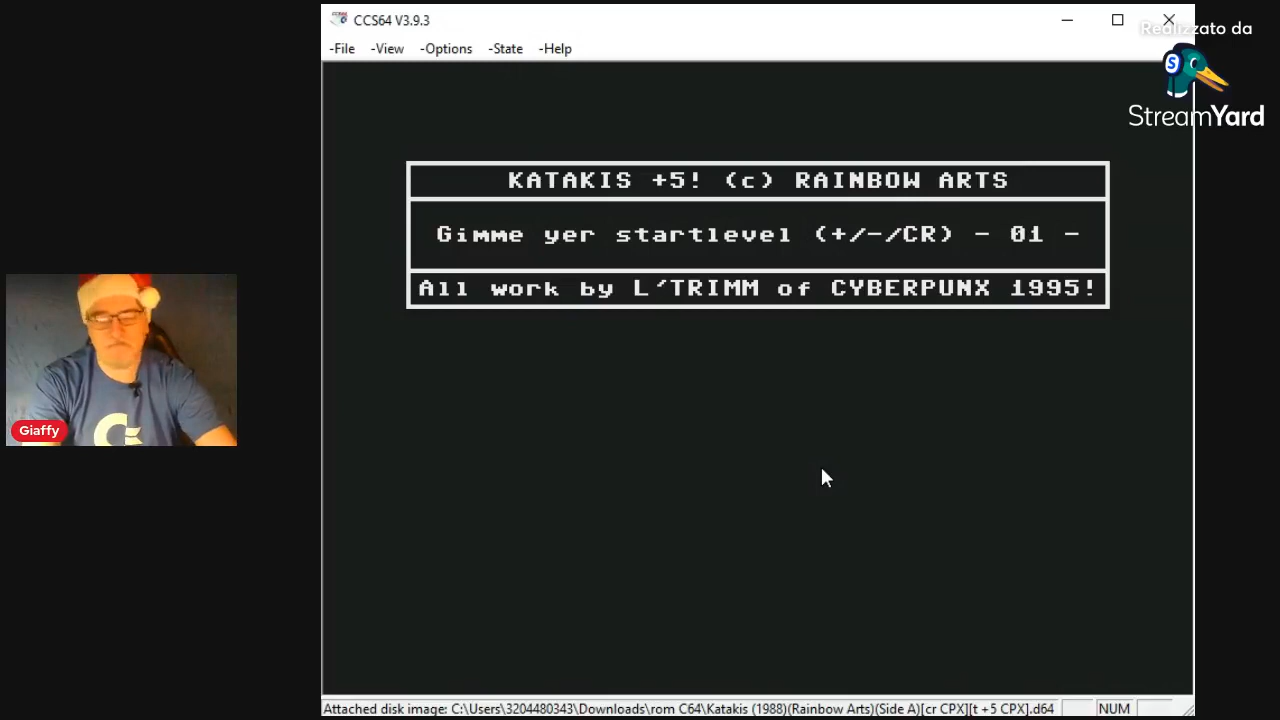 CCS64 V3.9.3
-File -View -Options -State -Help
Realizzato da
StreamYard
KATAKIS +5! (c) RAINBOW ARTS
Gimme yer startlevel (+/-/CR) - 01 -
All work by L'TRIMM of CYBERPUNX 1995!
Giaffy
Attached disk image: C:\Users\3204480343\Downloads\rom C64\Katakis (1988)(Rainbow Arts)(Side A)[cr CPX][t +5 CPX].d64
NUM